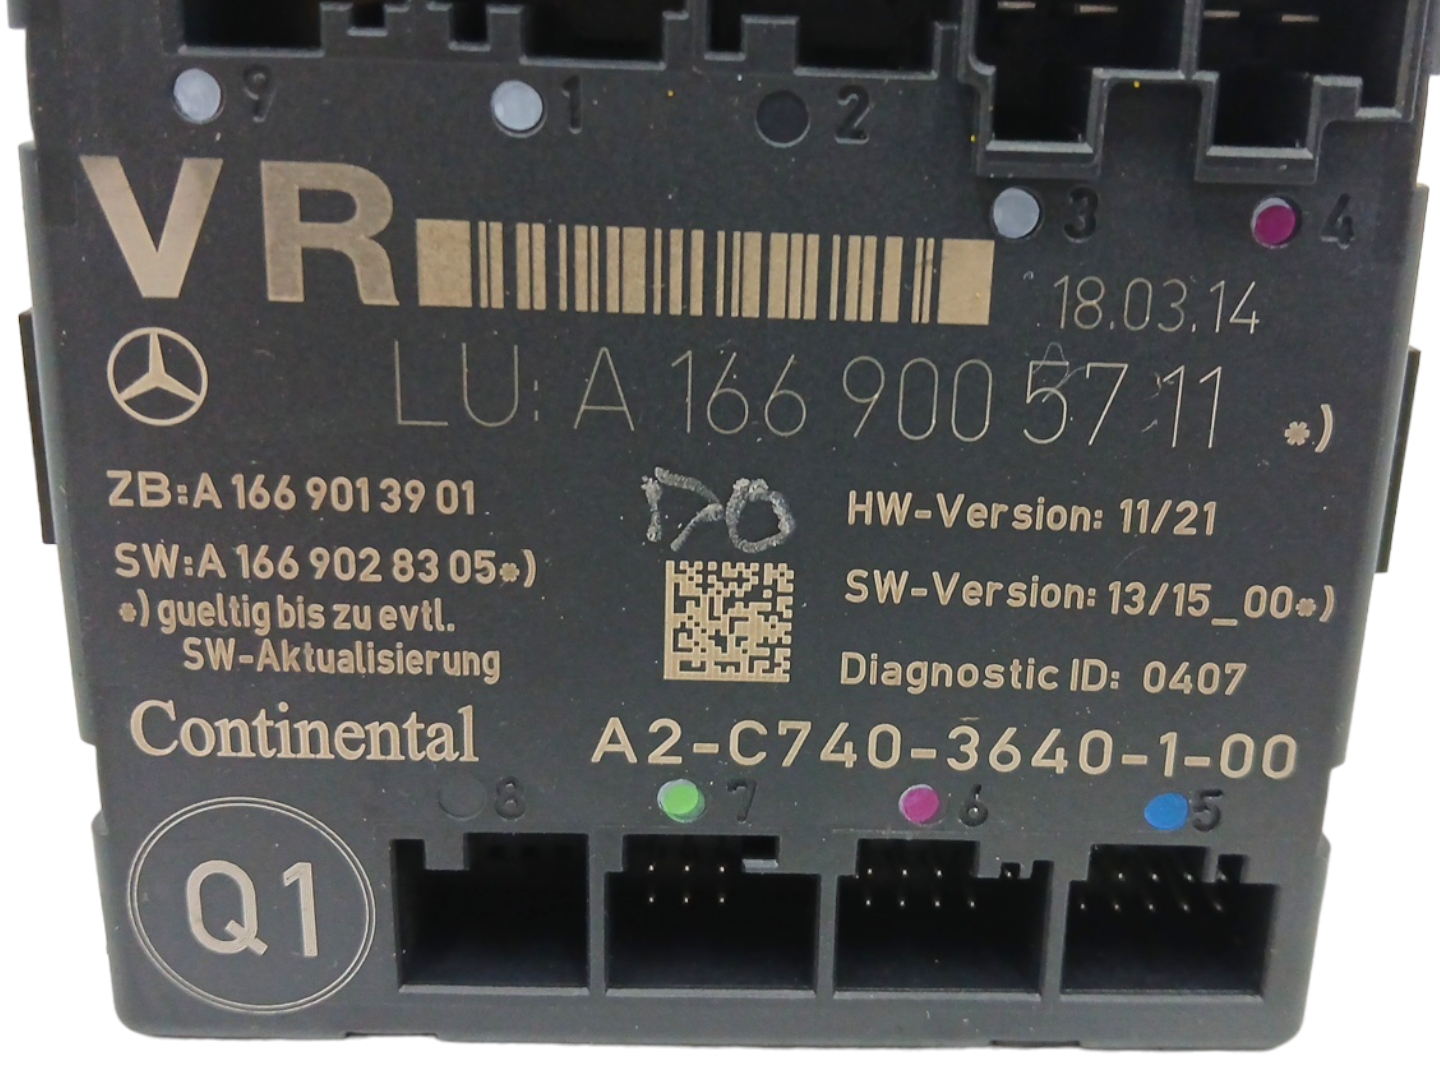 9 1 2
3 4
VR
18.03.14
LU: A 166 900 57 11 *)
ZB:A 166 901 39 01
HW-Version: 11/21
SW:A 166 902 83 05*)
SW-Version: 13/15_00*)
*) gueltig bis zu evtl.
SW-Aktualisierung
Diagnostic ID: 0407
Continental A2-C740-3640-1-00
8 7 6 5
Q1